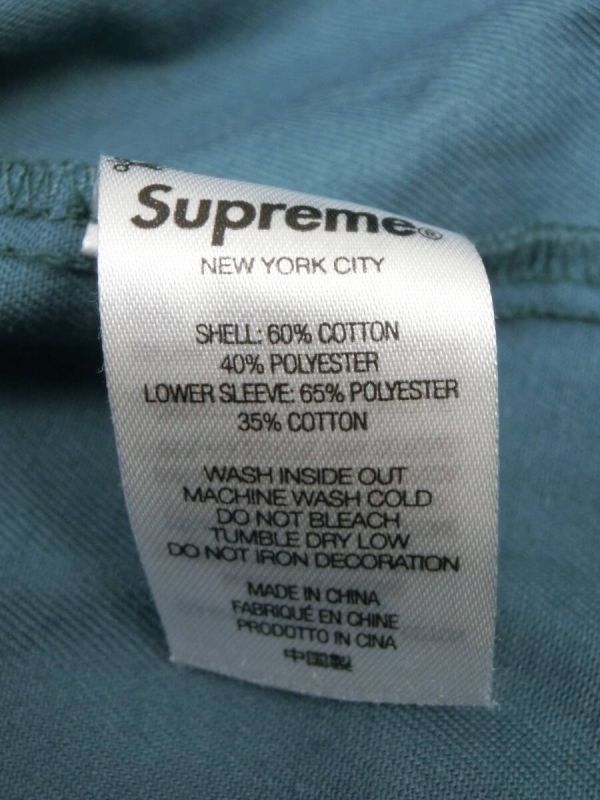 Supreme®
NEW YORK CITY
SHELL: 60% COTTON
40% POLYESTER
LOWER SLEEVE: 65% POLYESTER
35% COTTON
WASH INSIDE OUT
MACHINE WASH COLD
DO NOT BLEACH
TUMBLE DRY LOW
DO NOT IRON DECORATION
MADE IN CHINA
FABRIQUÉ EN CHINE
PRODOTTO IN CINA
中国製